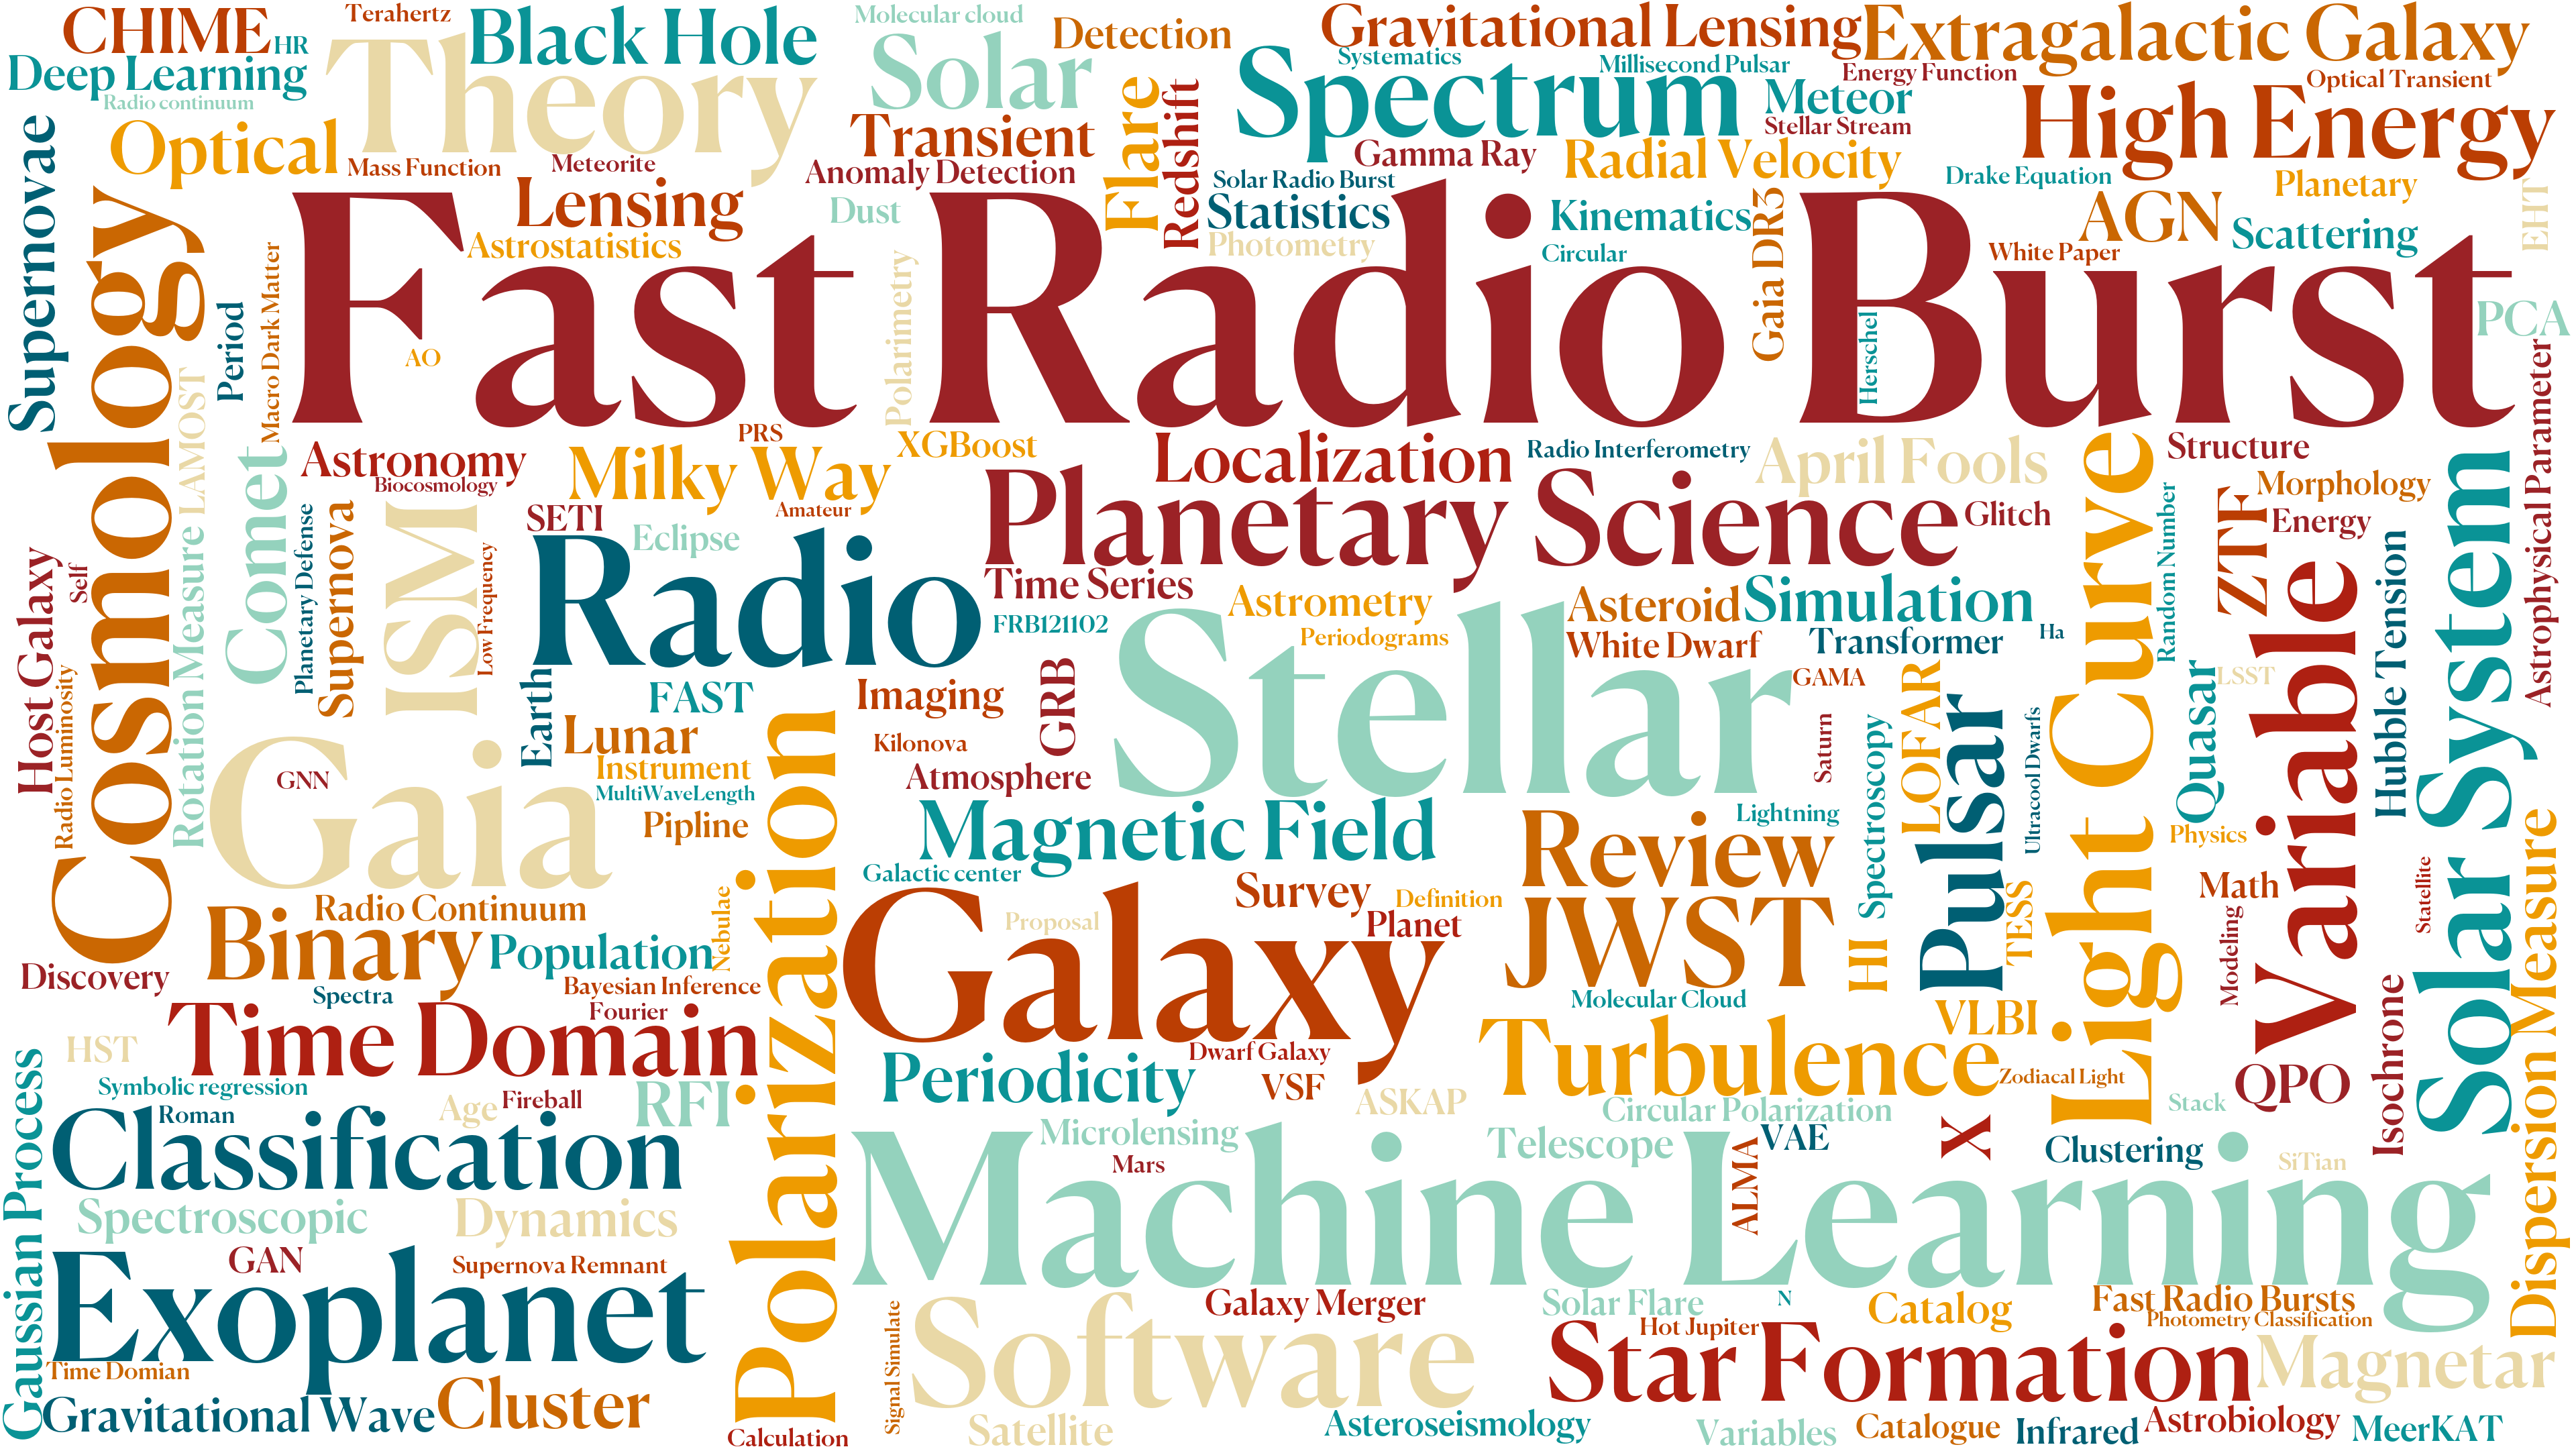 CHIME
HR
Terahertz
Theory
Black Hole
Molecular cloud
Solar
Detection
Gravitational Lensing
Extragalactic Galaxy
Deep Learning
Radio continuum
Systematics
Millisecond Pulsar
Energy Function
Optical Transient
Spectrum
Meteor
Stellar Stream
High Energy
Supernovae
Optical
Mass Function
Meteorite
Transient
Anomaly Detection
Flare
Redshift
Gamma Ray
Radial Velocity
Drake Equation
Planetary
EHT
Lensing
Dust
Solar Radio Burst
Statistics
Photometry
Kinematics
Circular
Gaia DR3
AGN
Scattering
White Paper
Cosmology
Astrostatistics
Fast Radio Burst
Macro Dark Matter
Period
LAMOST
AO
Polarimetry
Herschel
PCA
Astrophysical Parameter
PRS
Astronomy
Biocosmology
Milky Way
XGBoost
Amateur
Localization
Radio Interferometry
April Fools
Structure
Morphology
Comet
Planetary Defense
Supernova
ISM
Low Frequency
SETI
Eclipse
Planetary Science
Glitch
ZTF
Energy
Host Galaxy
Self
Rotation Measure
Radio
Time Series
FRB121102
Astrometry
Periodograms
Asteroid
Simulation
White Dwarf
Transformer
Ha
Random Number
Light Curve
Variable
Hubble Tension
Solar System
Radio Luminosity
Earth
FAST
Imaging
GRB
Stellar
GAMA
LOFAR
Quasar
LSST
Gaia
GNN
Lunar
Instrument
MultiWaveLength
Pipline
Kilonova
Atmosphere
Saturn
Spectroscopy
Pulsar
Ultracool Dwarfs
Physics
Magnetic Field
Galactic center
Review
Lightning
Polarization
Radio Continuum
Binary
Population
Nebulae
Bayesian Inference
Galaxy
Proposal
Survey
Definition
Planet
JWST
HI
TESS
Math
Modeling
Satellite
Dispersion Measure
Discovery
Spectra
Fourier
Molecular Cloud
VLBI
Isochrone
HST
Time Domain
Symbolic regression
Roman
Age
Fireball
RFI
Periodicity
Dwarf Galaxy
VSF
ASKAP
Turbulence
Zodiacal Light
QPO
Gaussian Process
Classification
Microlensing
Mars
Circular Polarization
Telescope
ALMA
VAE
X
Stack
Clustering
SiTian
Spectroscopic
Dynamics
Machine Learning
GAN
Supernova Remnant
Exoplanet
Time Domian
Signal Simulate
Software
Galaxy Merger
Solar Flare
N
Hot Jupiter
Catalog
Fast Radio Bursts
Photometry Classification
Star Formation
Magnetar
Gravitational Wave
Cluster
Calculation
Satellite
Asteroseismology
Variables
Catalogue
Infrared
Astrobiology
MeerKAT